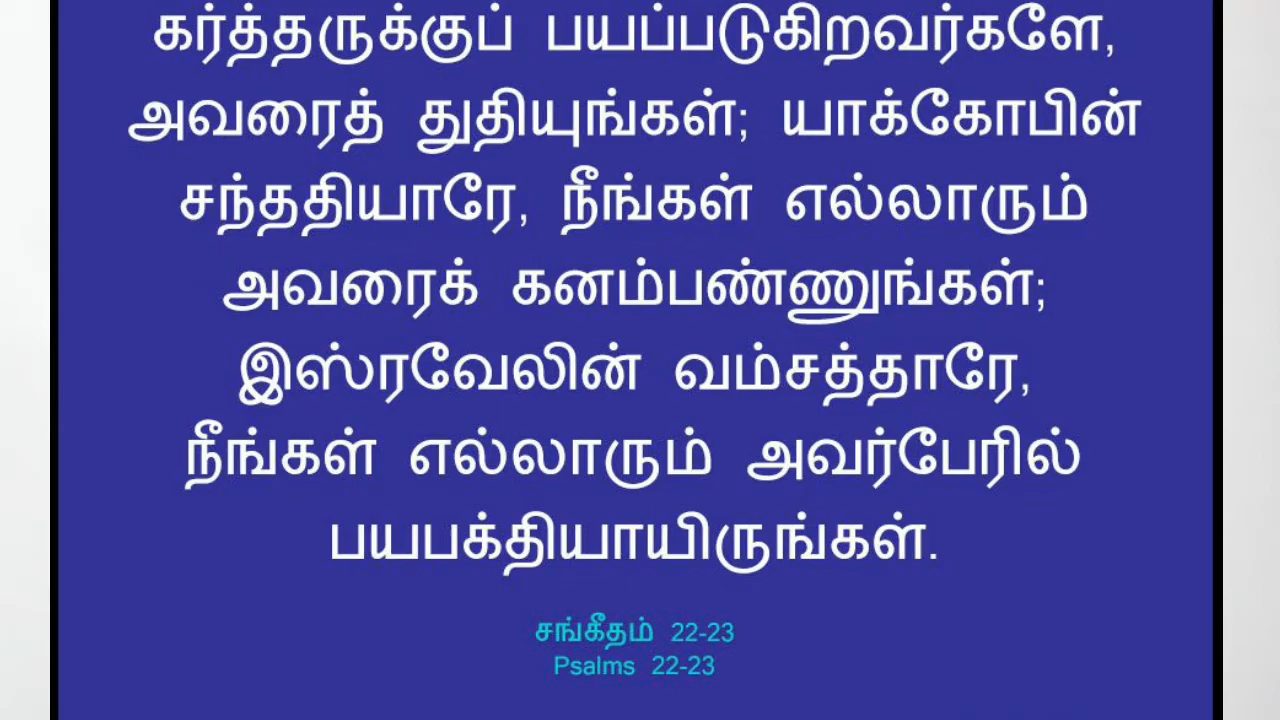 கர்த்தருக்குப் பயப்படுகிறவர்களே,
அவரைத் துதியுங்கள்; யாக்கோபின்
சந்ததியாரே, நீங்கள் எல்லாரும்
அவரைக் கனம்பண்ணுங்கள்;
இஸ்ரவேலின் வம்சத்தாரே,
நீங்கள் எல்லாரும் அவர்பேரில்
பயபக்தியாயிருங்கள்.
சங்கீதம் 22-23
Psalms 22-23